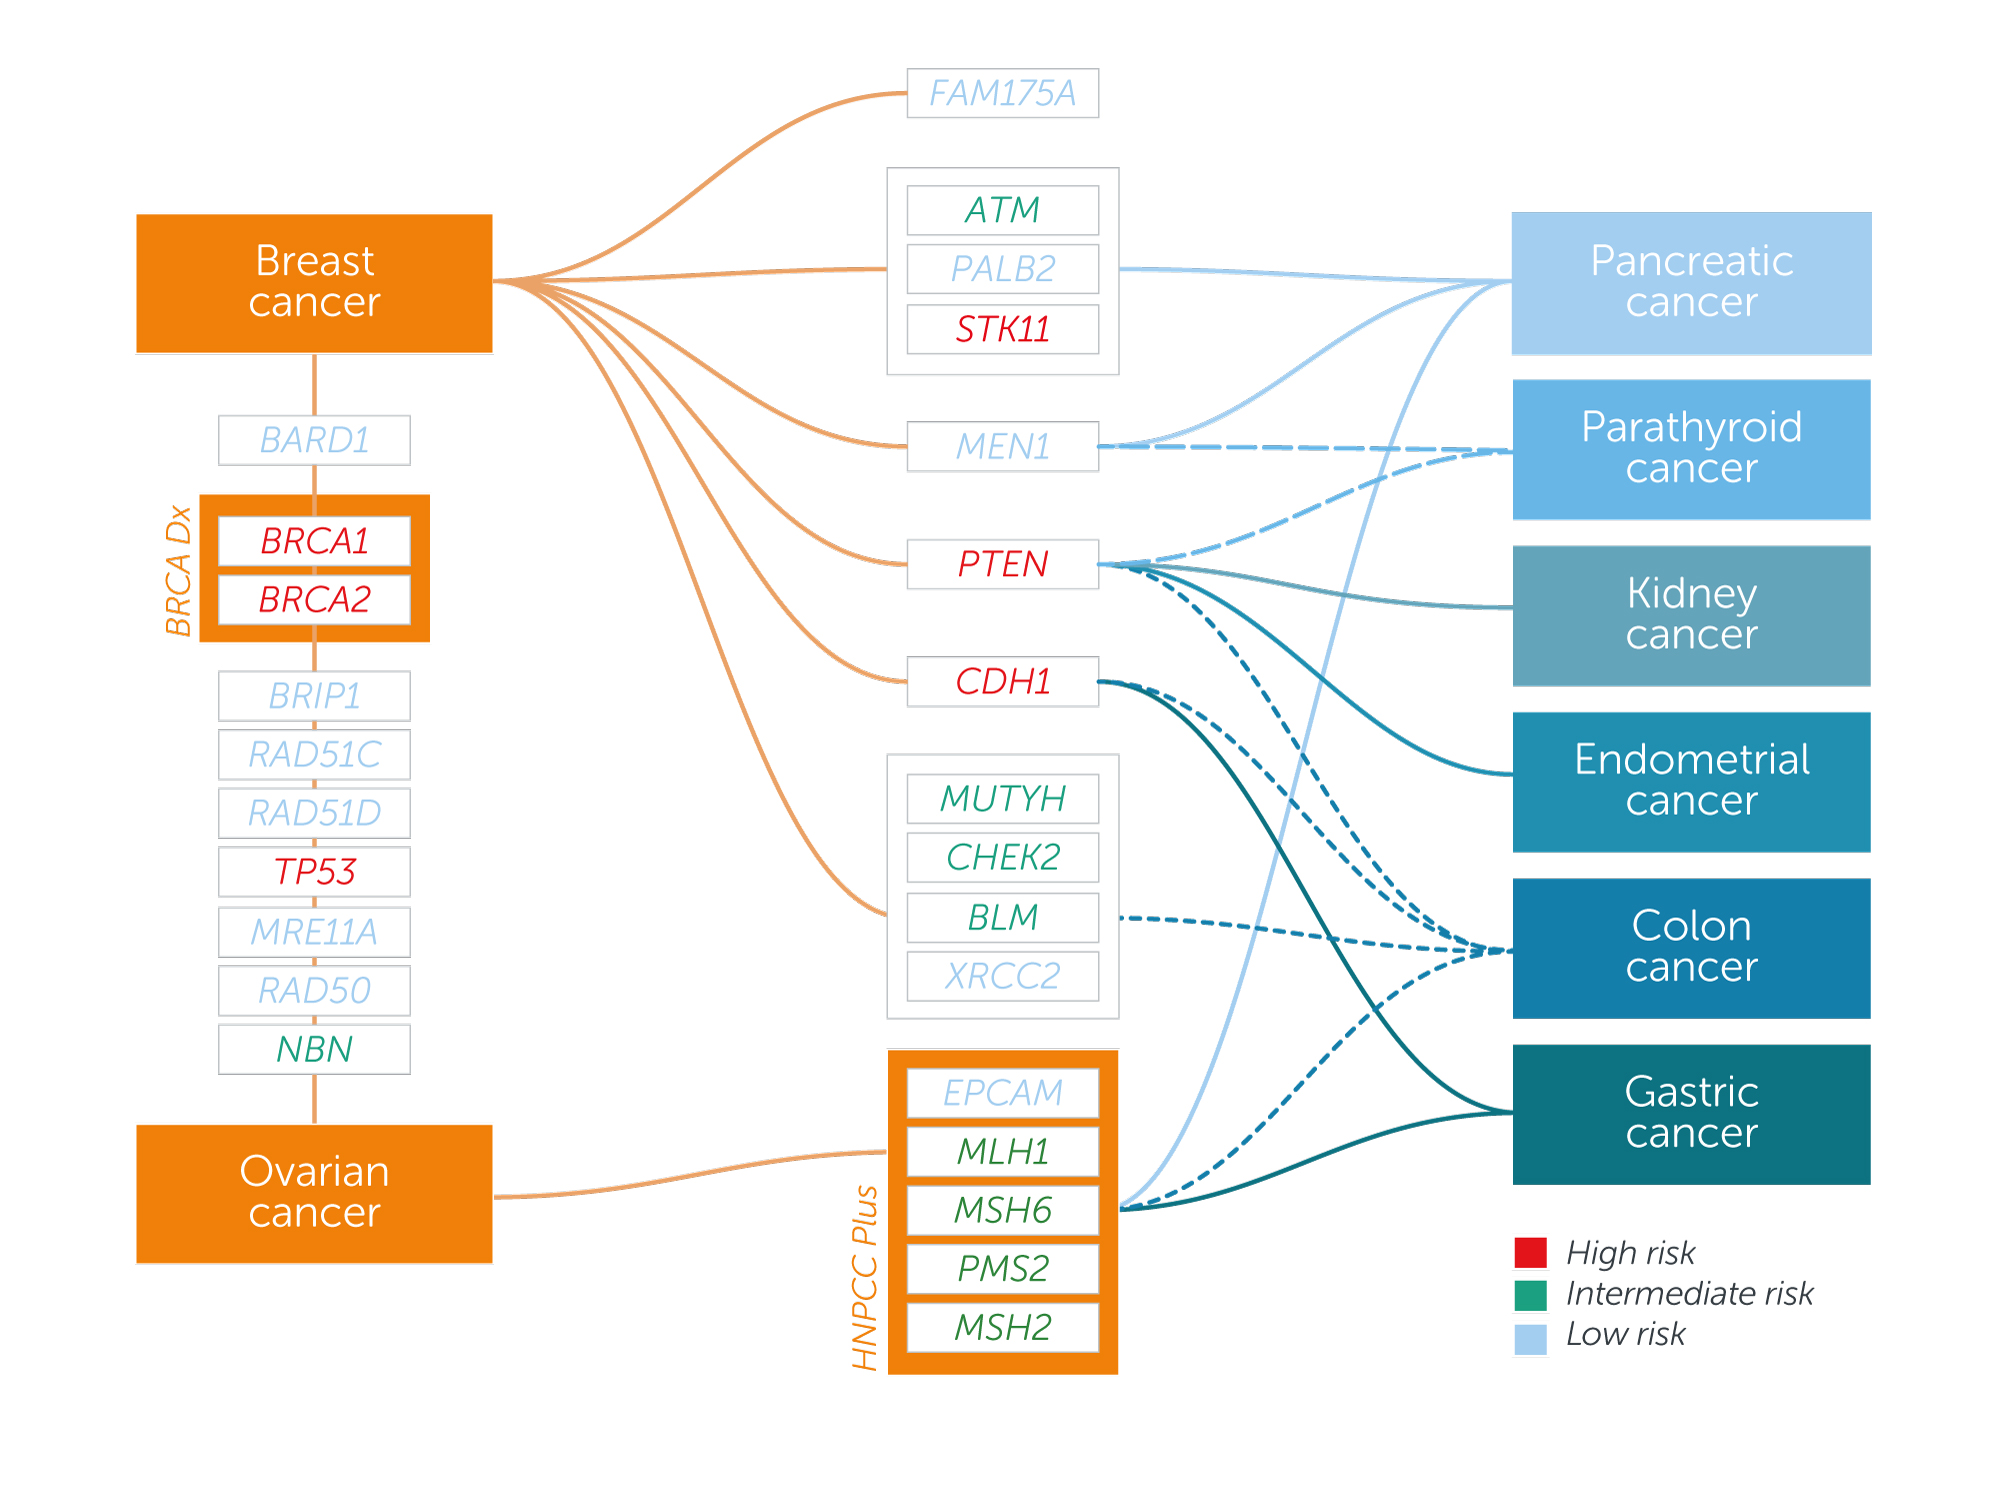 FAM175A
Breast
cancer
ATM
PALB2
STK11
MEN1
PTEN
CDH1
MUTYH
CHEK2
BLM
XRCC2
BARD1
BRCA Dx
BRCA1
BRCA2
BRIP1
RAD51C
RAD51D
TP53
MRE11A
RAD50
NBN
Ovarian
cancer
HNPCC Plus
EPCAM
MLH1
MSH6
PMS2
MSH2
Pancreatic
cancer
Parathyroid
cancer
Kidney
cancer
Endometrial
cancer
Colon
cancer
Gastric
cancer
High risk
Intermediate risk
Low risk